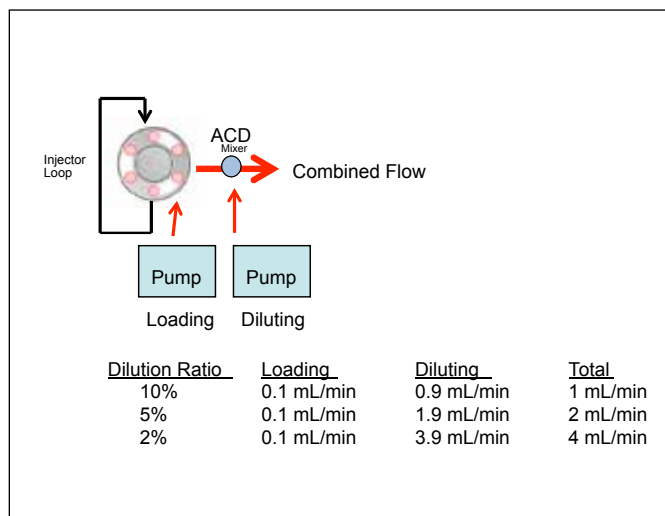 ACD
Mixer
Injector
Loop
Combined Flow
Pump Pump
Loading Diluting
Dilution Ratio Loading Diluting Total
10% 0.1 mL/min 0.9 mL/min 1 mL/min
5% 0.1 mL/min 1.9 mL/min 2 mL/min
2% 0.1 mL/min 3.9 mL/min 4 mL/min